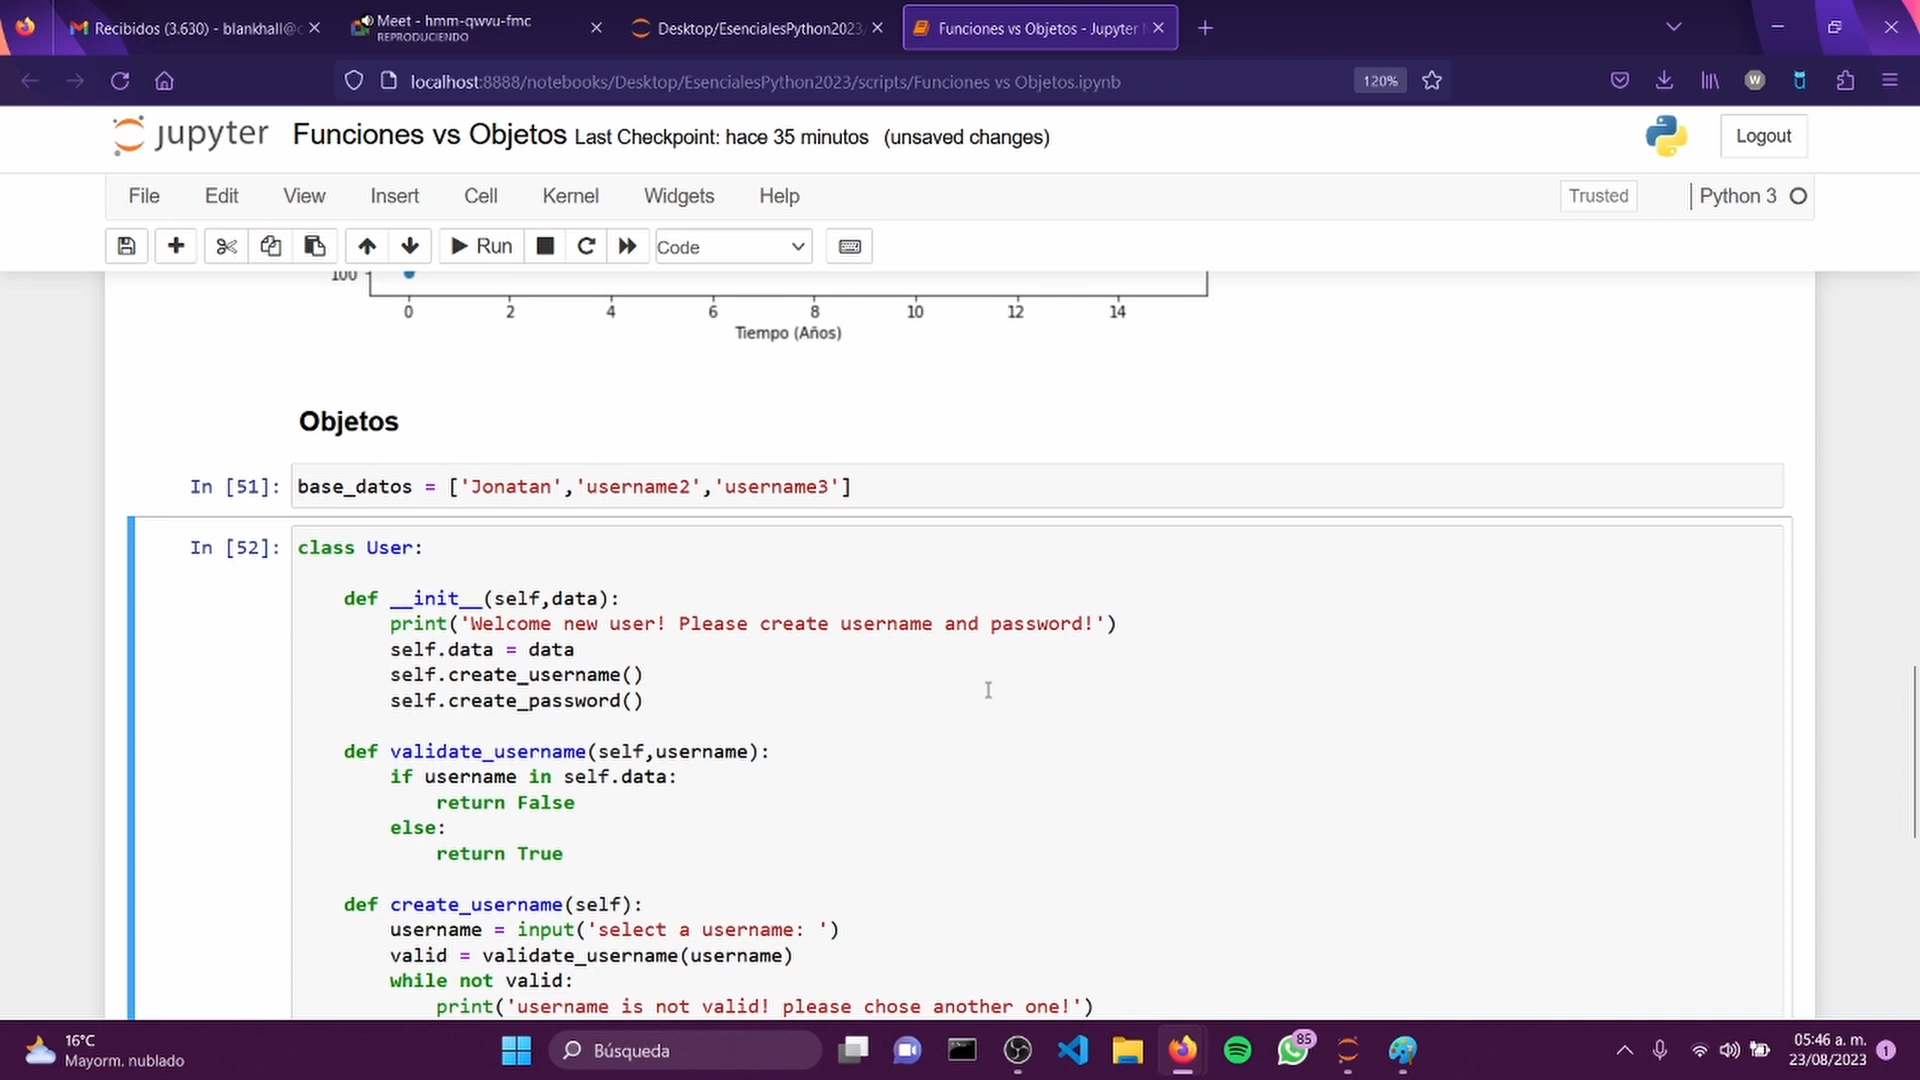 Recibidos (3.630) - blankhall@c
Meet - hmm-qwvu-fmc
REPRODUCIENDO
Desktop/EsencialesPython2023/
Funciones vs Objetos - Jupyter N
localhost:8888/notebooks/Desktop/EsencialesPython2023/scripts/Funciones vs Objetos.ipynb
120%
W
jupyter
Funciones vs Objetos Last Checkpoint: hace 35 minutos (unsaved changes)
Logout
File Edit View Insert Cell Kernel Widgets Help
Trusted
Python 3
Run
Code
100
0 2 4 6 8 10 12 14
Tiempo (Años)
Objetos
In [51]: base_datos = ['Jonatan','username2','username3']
In [52]: class User:
def __init__(self,data):
print('Welcome new user! Please create username and password!')
self.data = data
self.create_username()
self.create_password()
def validate_username(self,username):
if username in self.data:
return False
else:
return True
def create_username(self):
username = input('select a username: ')
valid = validate_username(username)
while not valid:
print('username is not valid! please chose another one!')
16°C
Mayorm. nublado
Búsqueda
85
05:46 a. m.
23/08/2023
1